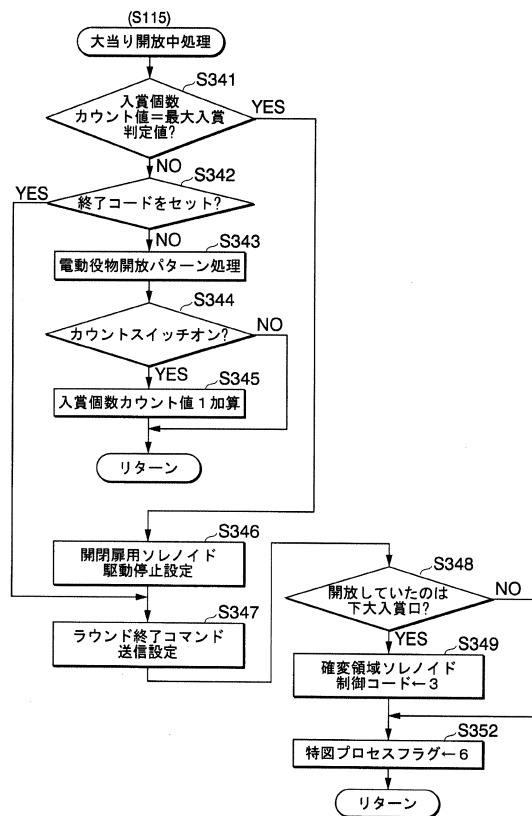 (S115)
大当り開放中処理
S341
入賞個数
カウント値＝最大入賞
判定値?
YES
NO
S342
YES
終了コードをセット?
NO
S343
電動役物開放パターン処理
S344
カウントスイッチオン?
NO
YES
S345
入賞個数カウント値１加算
リターン
S346
開閉扉用ソレノイド
駆動停止設定
S347
ラウンド終了コマンド
送信設定
S348
開放していたのは
下大入賞口?
NO
YES
S349
確変領域ソレノイド
制御コード←３
S352
特図プロセスフラグ←６
リターン